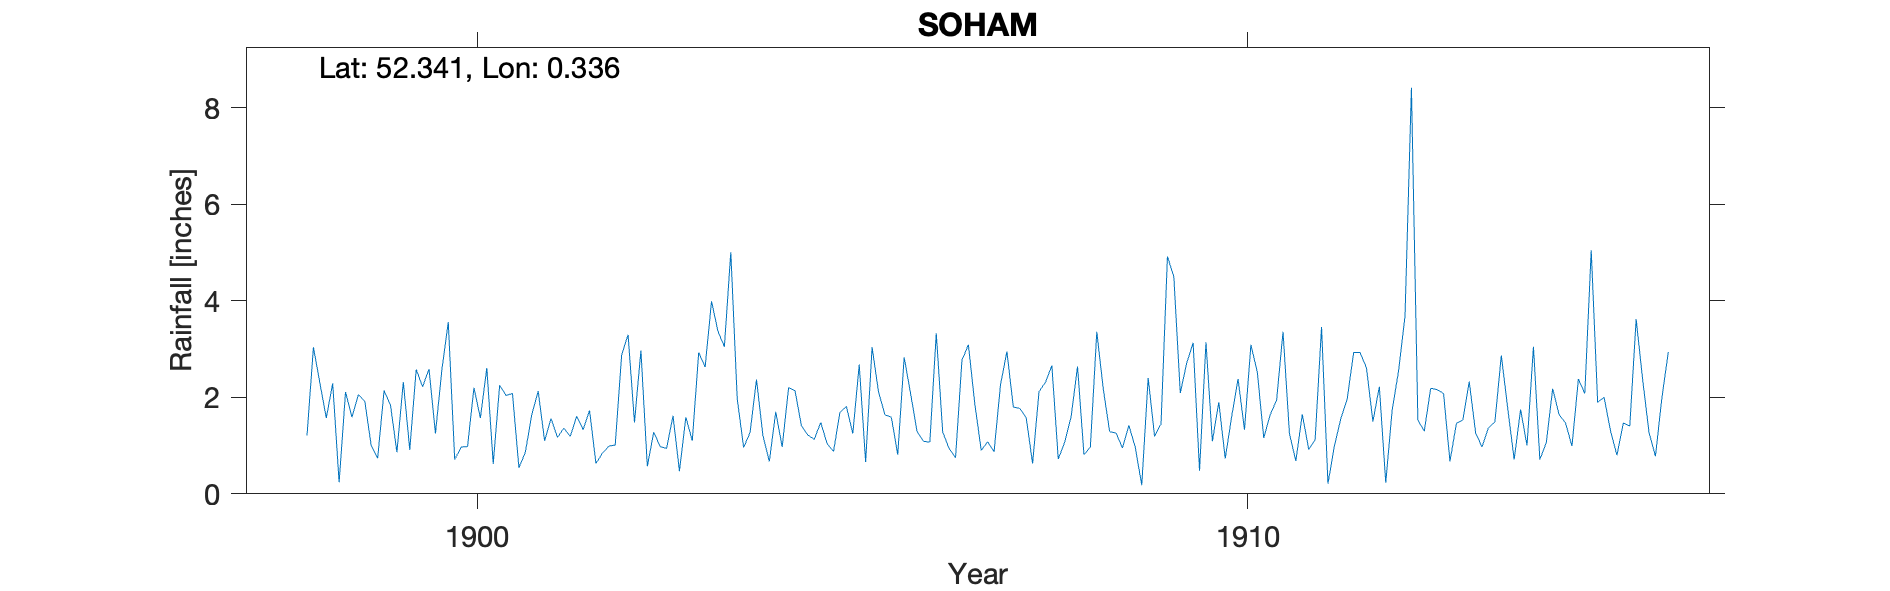 SOHAM
Lat: 52.341, Lon: 0.336
8
6
4
2
0
Rainfall [inches]
1900
1910
Year